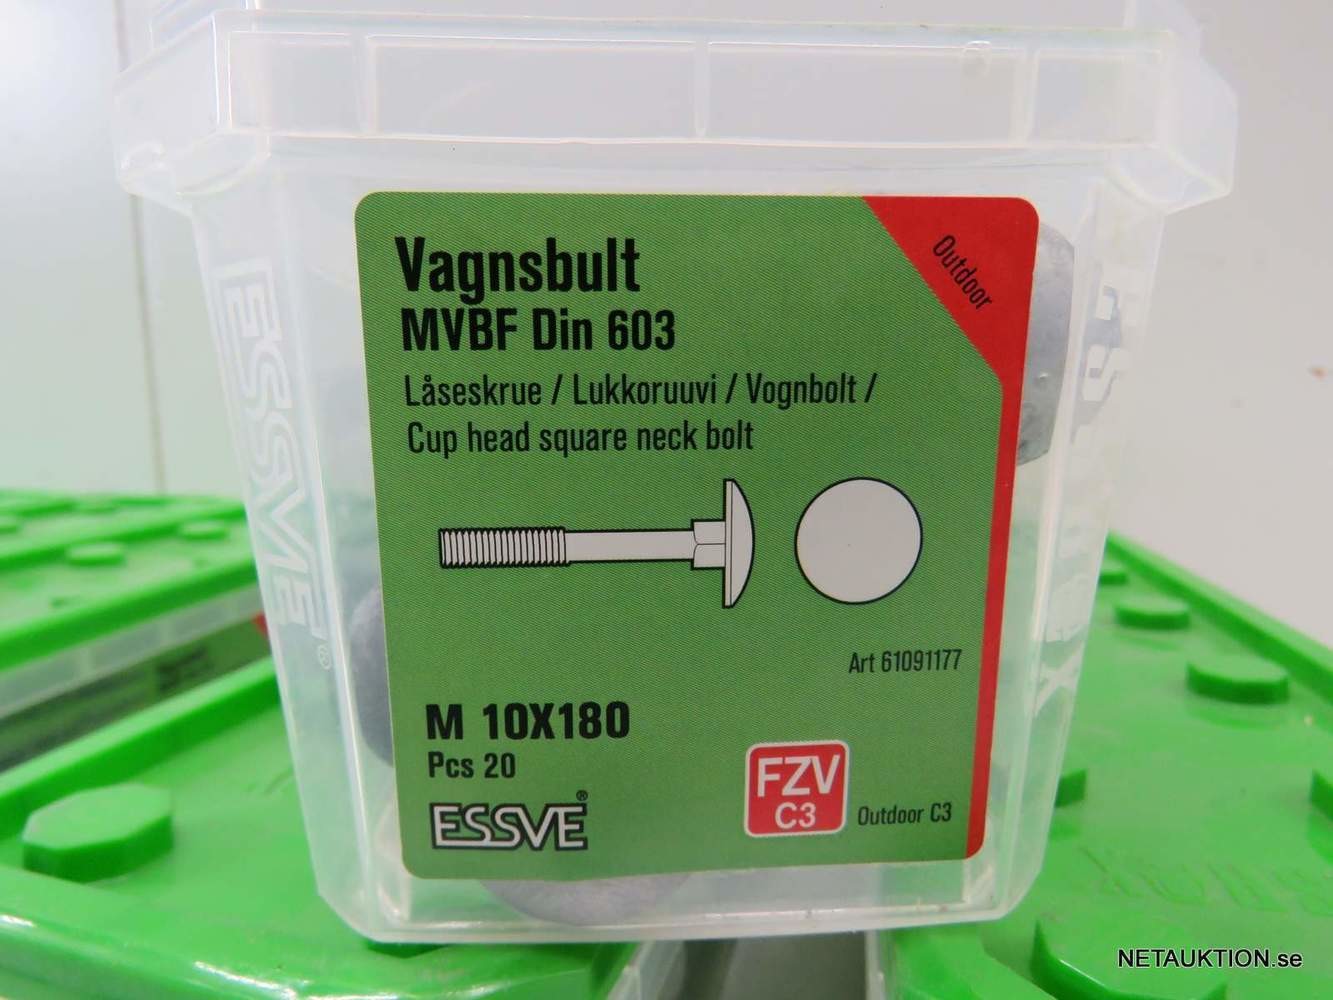 Vagnsbult
MVBF Din 603
Låseskrue / Lukkoruuvi / Vognbolt /
Cup head square neck bolt
Outdoor
Art 61091177
M 10X180
Pcs 20
ESSVE®
FZV
C3
Outdoor C3
ESSVE®
NETAUKTION.se